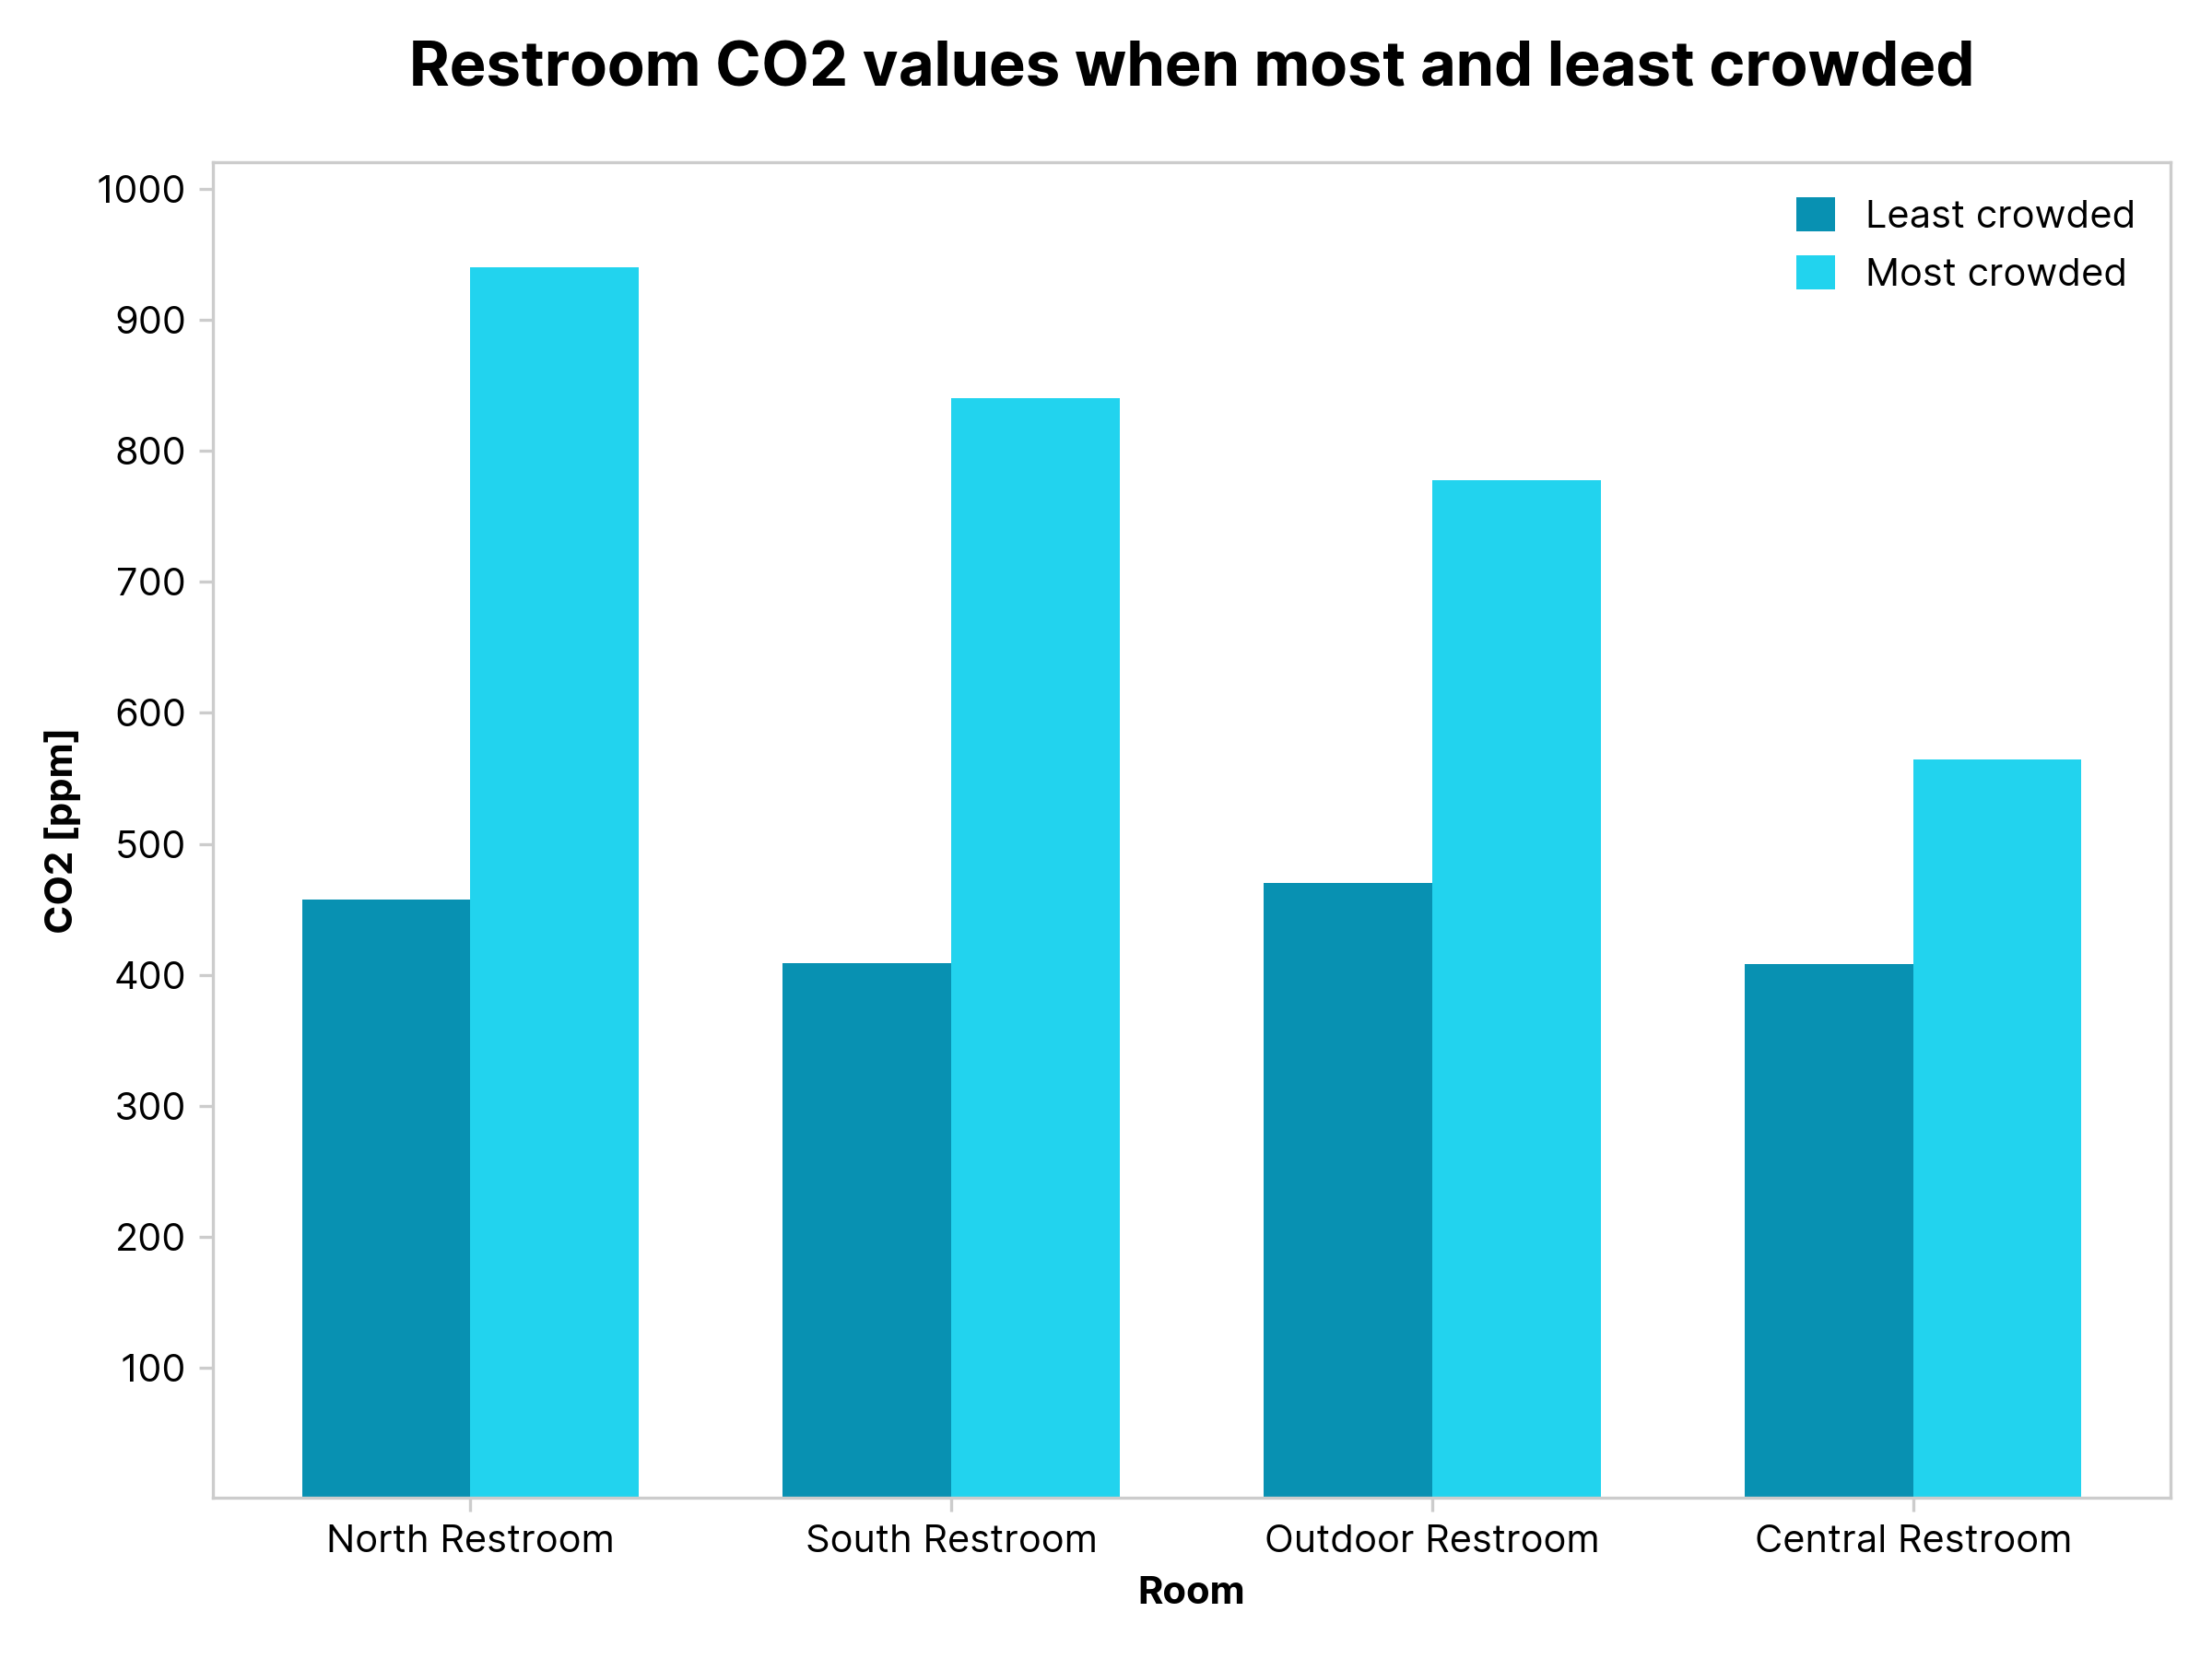 Restroom CO2 values when most and least crowded
Least crowded
Most crowded
1000
900
800
700
600
500
400
300
200
100
CO2 [ppm]
North Restroom
South Restroom
Outdoor Restroom
Central Restroom
Room